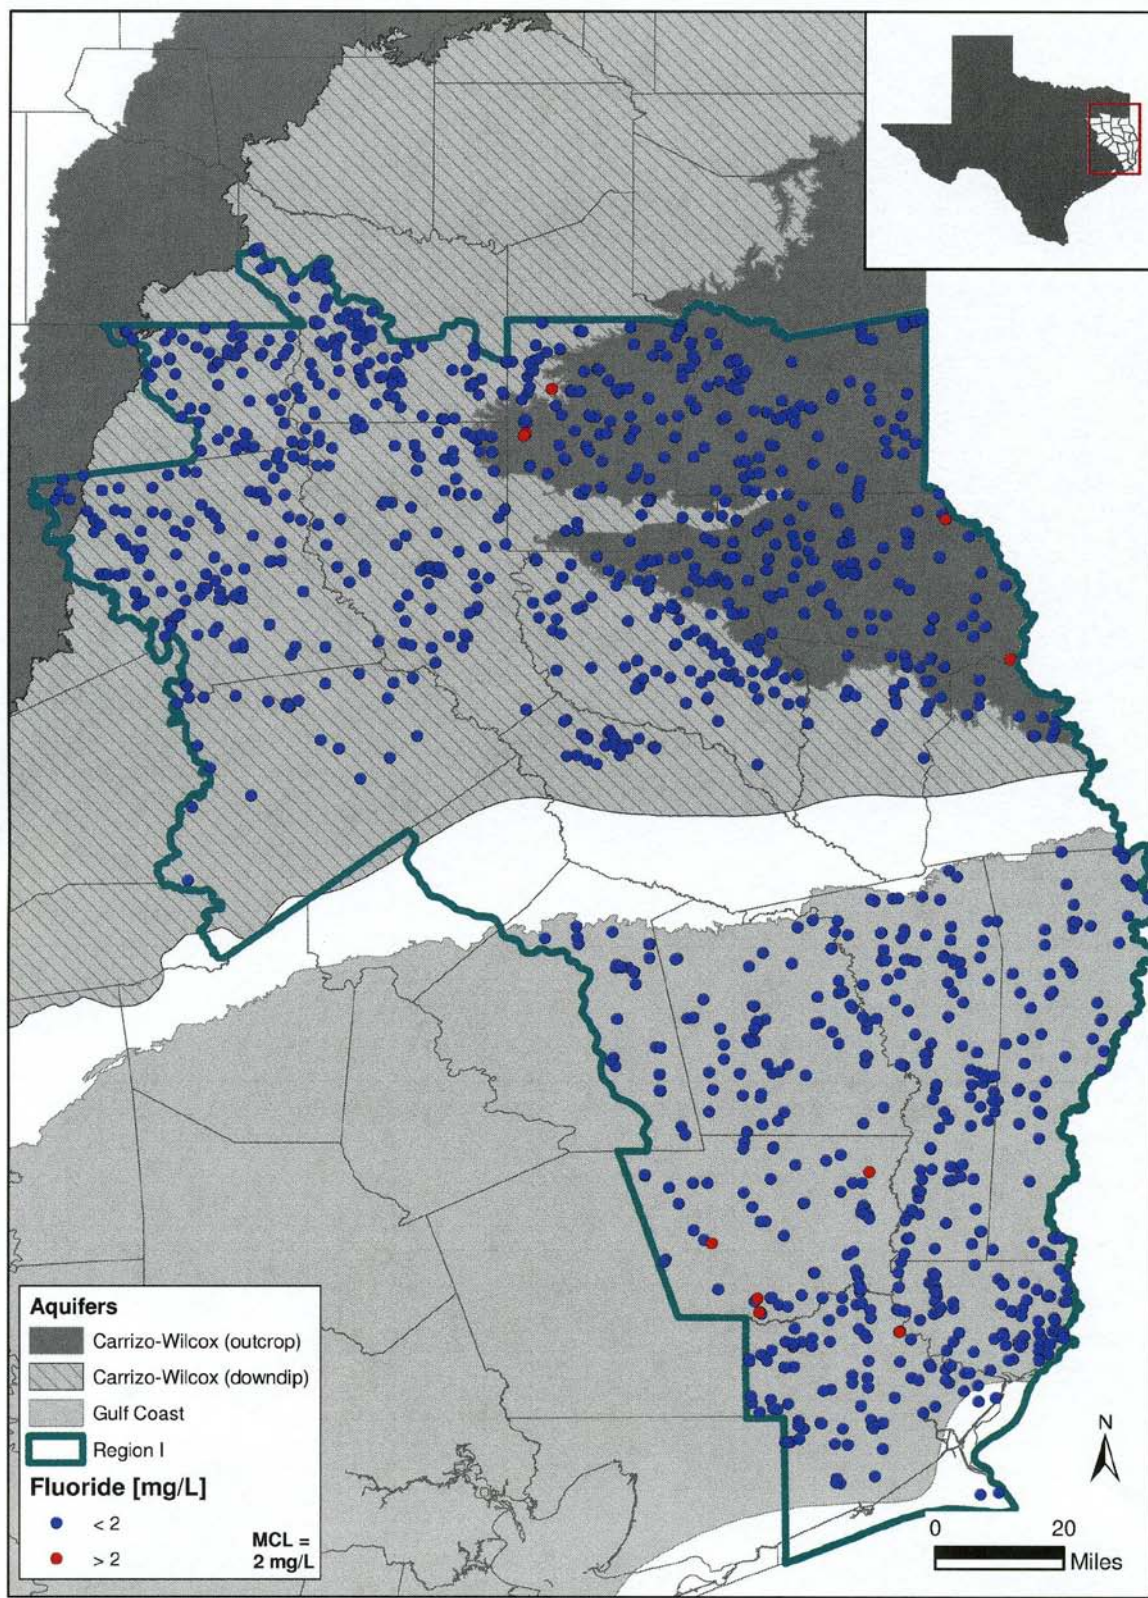 Aquifers
Carrizo-Wilcox (outcrop)
Carrizo-Wilcox (downdip)
Gulf Coast
Region I
Fluoride [mg/L]
< 2
> 2
MCL =
2 mg/L
N
0 20
Miles